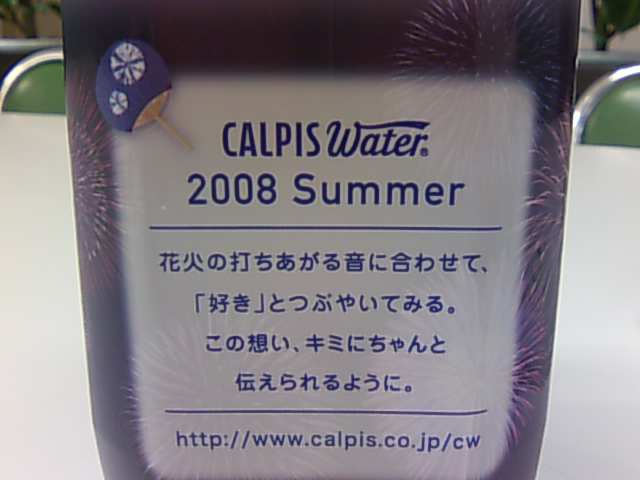 CALPIS Water®
2008 Summer
花火の打ちあがる音に合わせて、
「好き」とつぶやいてみる。
この想い、キミにちゃんと
伝えられるように。
http://www.calpis.co.jp/cw